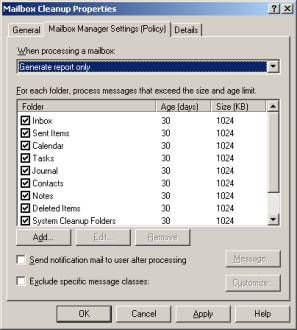 Mailbox Cleanup Properties
General Mailbox Manager Settings (Policy) Details
When processing a mailbox:
Generate report only
For each folder, process messages that exceed the size and age limit.
Folder Age (days) Size (KB)
Inbox 30 1024
Sent Items 30 1024
Calendar 30 1024
Tasks 30 1024
Journal 30 1024
Contacts 30 1024
Notes 30 1024
Deleted Items 30 1024
System Cleanup Folders 30 1024
Add... Edit... Remove
Send notification mail to user after processing Message...
Exclude specific message classes: Customize...
OK Cancel Apply Help